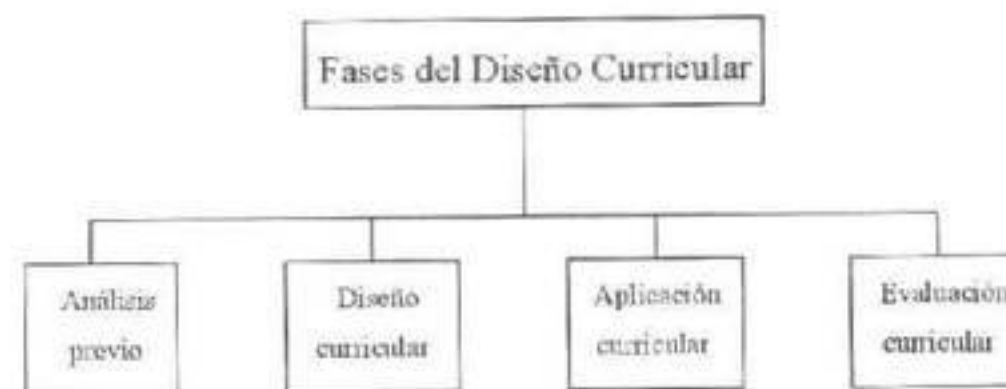 Fases del Diseño Curricular
Análisis
previo
Diseño
curricular
Aplicación
curricular
Evaluación
curricular